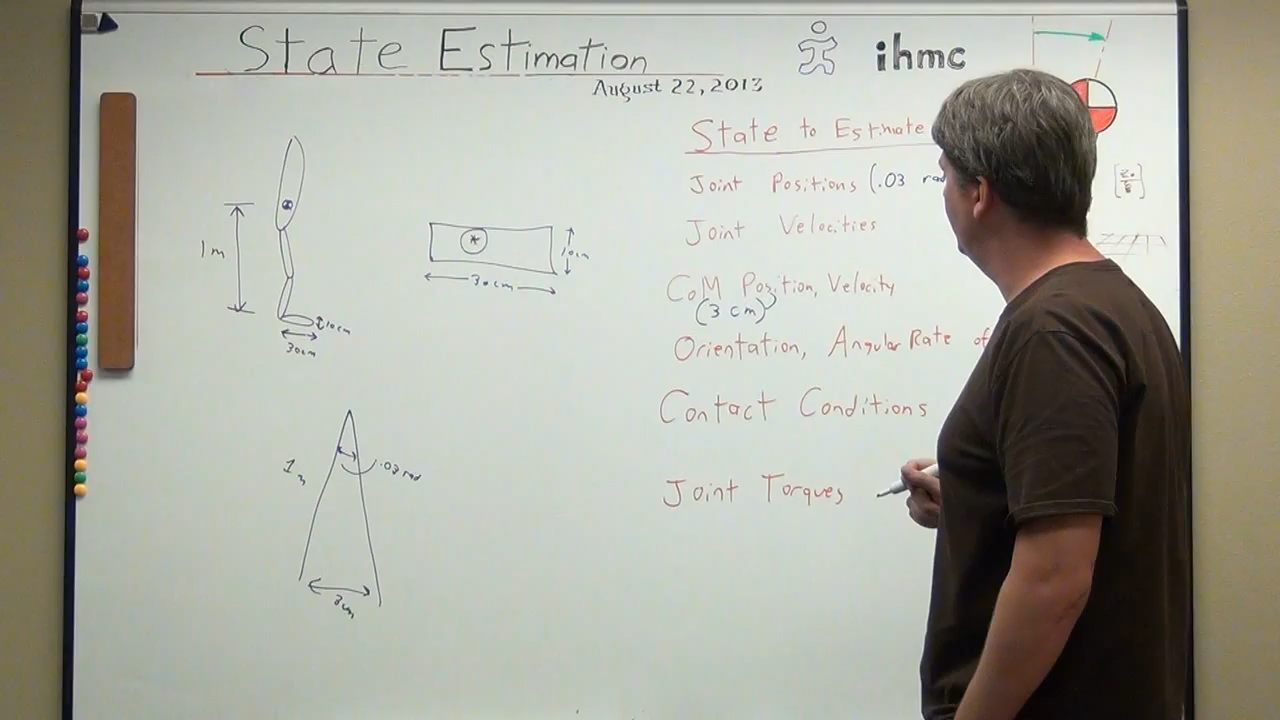 State Estimation
August 22, 2013
ihmc
State to Estimate
Joint Positions (.03 rad
Joint Velocities
CoM Position, Velocity
(3 cm)
Orientation, Angular Rate of
Contact Conditions
Joint Torques
1m
10cm
30cm
10cm
30cm
1m
.03 rad
3cm